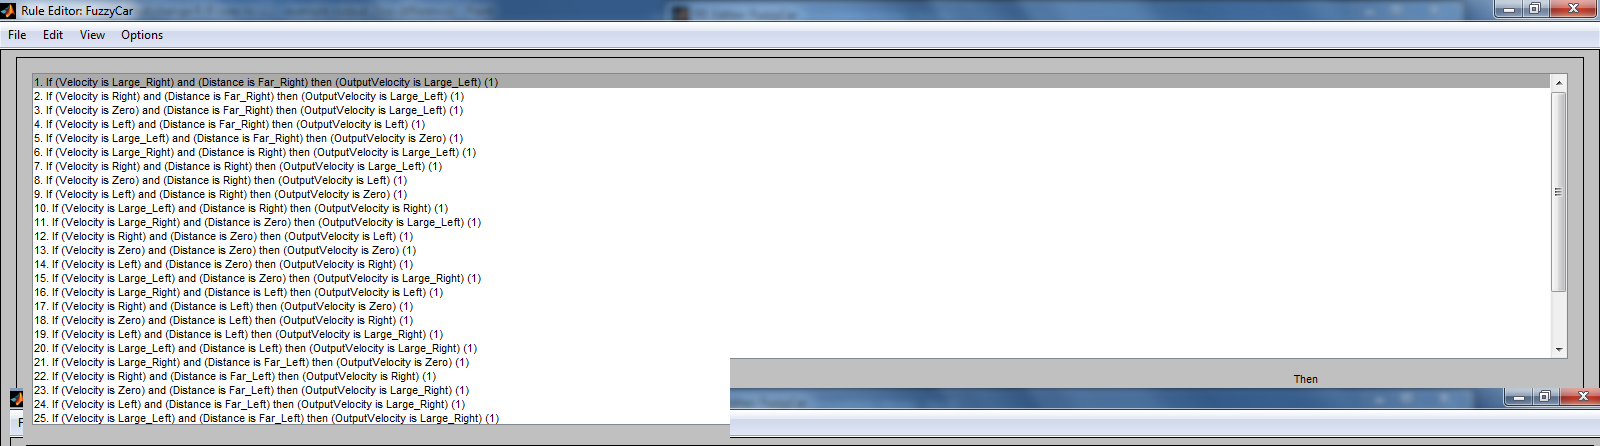 Rule Editor: FuzzyCar
File Edit View Options
1. If (Velocity is Large_Right) and (Distance is Far_Right) then (OutputVelocity is Large_Left) (1)
2. If (Velocity is Right) and (Distance is Far_Right) then (OutputVelocity is Large_Left) (1)
3. If (Velocity is Zero) and (Distance is Far_Right) then (OutputVelocity is Large_Left) (1)
4. If (Velocity is Left) and (Distance is Far_Right) then (OutputVelocity is Left) (1)
5. If (Velocity is Large_Left) and (Distance is Far_Right) then (OutputVelocity is Zero) (1)
6. If (Velocity is Large_Right) and (Distance is Right) then (OutputVelocity is Large_Left) (1)
7. If (Velocity is Right) and (Distance is Right) then (OutputVelocity is Large_Left) (1)
8. If (Velocity is Zero) and (Distance is Right) then (OutputVelocity is Left) (1)
9. If (Velocity is Left) and (Distance is Right) then (OutputVelocity is Zero) (1)
10. If (Velocity is Large_Left) and (Distance is Right) then (OutputVelocity is Right) (1)
11. If (Velocity is Large_Right) and (Distance is Zero) then (OutputVelocity is Large_Left) (1)
12. If (Velocity is Right) and (Distance is Zero) then (OutputVelocity is Left) (1)
13. If (Velocity is Zero) and (Distance is Zero) then (OutputVelocity is Zero) (1)
14. If (Velocity is Left) and (Distance is Zero) then (OutputVelocity is Right) (1)
15. If (Velocity is Large_Left) and (Distance is Zero) then (OutputVelocity is Large_Right) (1)
16. If (Velocity is Large_Right) and (Distance is Left) then (OutputVelocity is Left) (1)
17. If (Velocity is Right) and (Distance is Left) then (OutputVelocity is Zero) (1)
18. If (Velocity is Zero) and (Distance is Left) then (OutputVelocity is Right) (1)
19. If (Velocity is Left) and (Distance is Left) then (OutputVelocity is Large_Right) (1)
20. If (Velocity is Large_Left) and (Distance is Left) then (OutputVelocity is Large_Right) (1)
21. If (Velocity is Large_Right) and (Distance is Far_Left) then (OutputVelocity is Zero) (1)
22. If (Velocity is Right) and (Distance is Far_Left) then (OutputVelocity is Right) (1)
23. If (Velocity is Zero) and (Distance is Far_Left) then (OutputVelocity is Large_Right) (1)
24. If (Velocity is Left) and (Distance is Far_Left) then (OutputVelocity is Large_Right) (1)
25. If (Velocity is Large_Left) and (Distance is Far_Left) then (OutputVelocity is Large_Right) (1)
Then